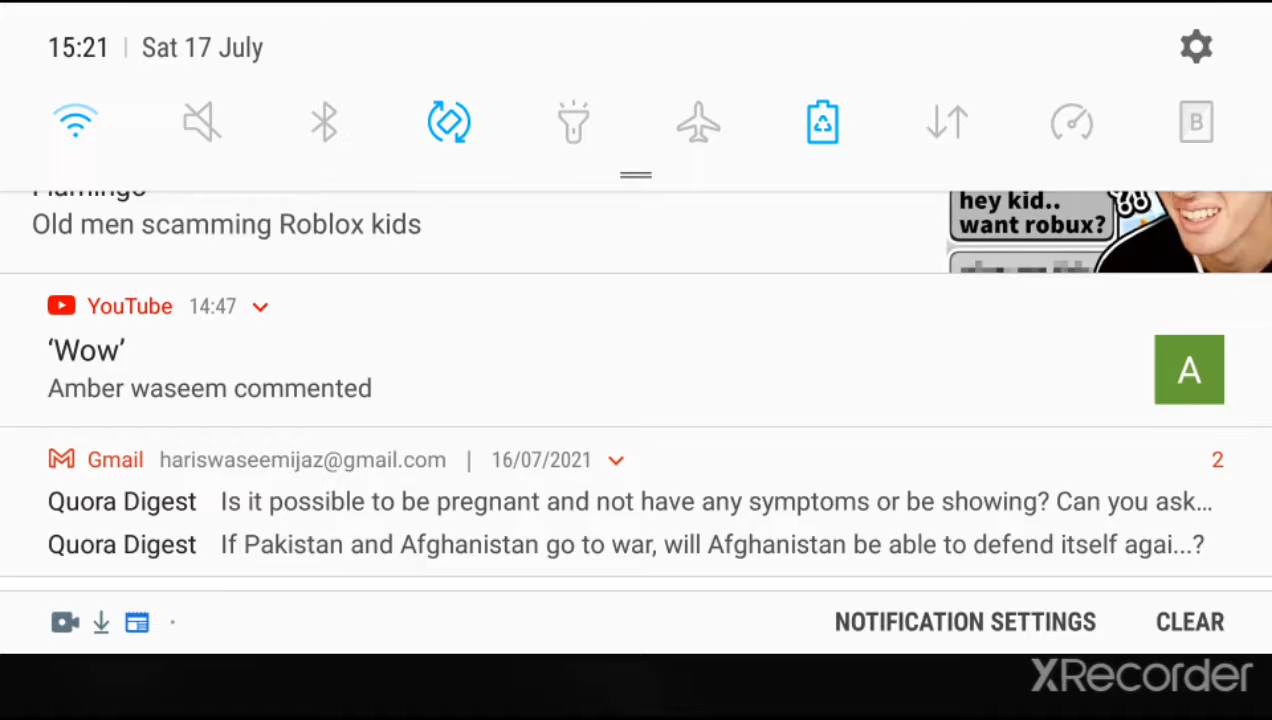 15:21 | Sat 17 July
B
Flamingo
Old men scamming Roblox kids
hey kid..
want robux?
YouTube 14:47
‘Wow’
Amber waseem commented
A
Gmail hariswaseemijaz@gmail.com | 16/07/2021
2
Quora Digest Is it possible to be pregnant and not have any symptoms or be showing? Can you ask...
Quora Digest If Pakistan and Afghanistan go to war, will Afghanistan be able to defend itself agai...?
NOTIFICATION SETTINGS CLEAR
XRecorder